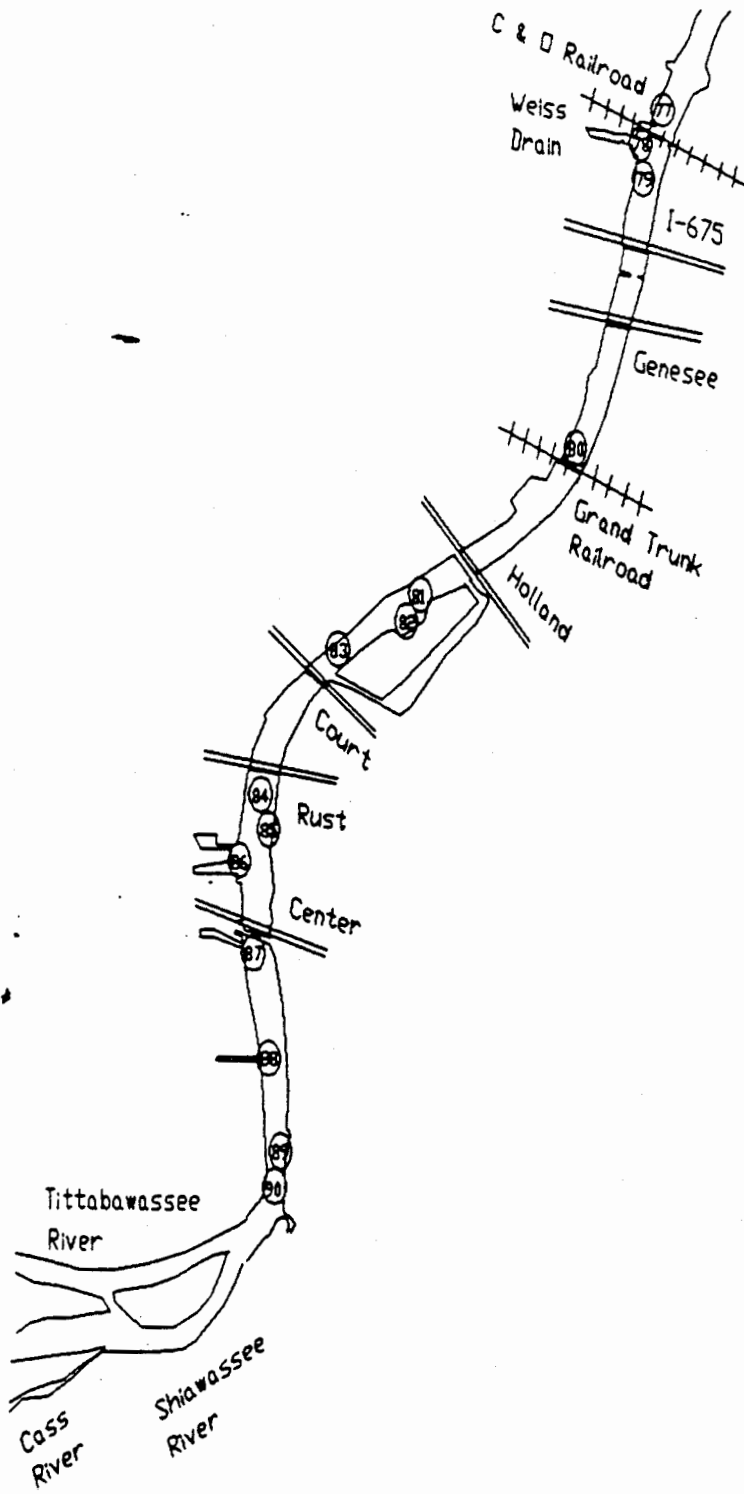 C & O Railroad
77
Weiss
Drain
78
79
I-675
Genesee
80
Grand Trunk
Railroad
Holland
81
82
83
Court
84
Rust
85
86
Center
87
88
89
90
Tittabawassee
River
Shiawassee
River
Cass
River